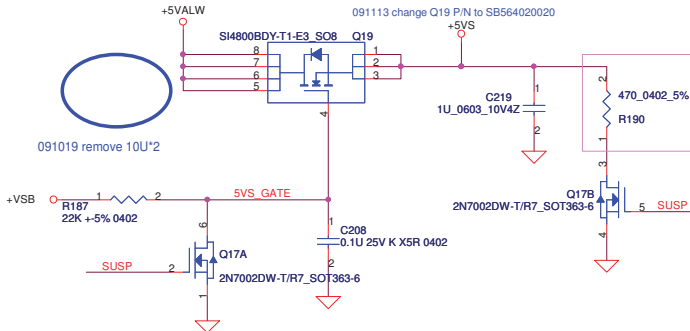 +5VALW
091113 change Q19 P/N to SB564020020
+5VS
SI4800BDY-T1-E3_SO8 Q19
8
7
6
5
1
2
3
4
C219
1U_0603_10V4Z
1
2
2
470_0402_5%
R190
1
091019 remove 10U*2
+VSB
1
2
R187
22K +-5% 0402
5VS_GATE
1
C208
0.1U 25V K X5R 0402
2
6
Q17A
2N7002DW-T/R7_SOT363-6
SUSP
2
1
3
Q17B
2N7002DW-T/R7_SOT363-6
5
SUSP
4